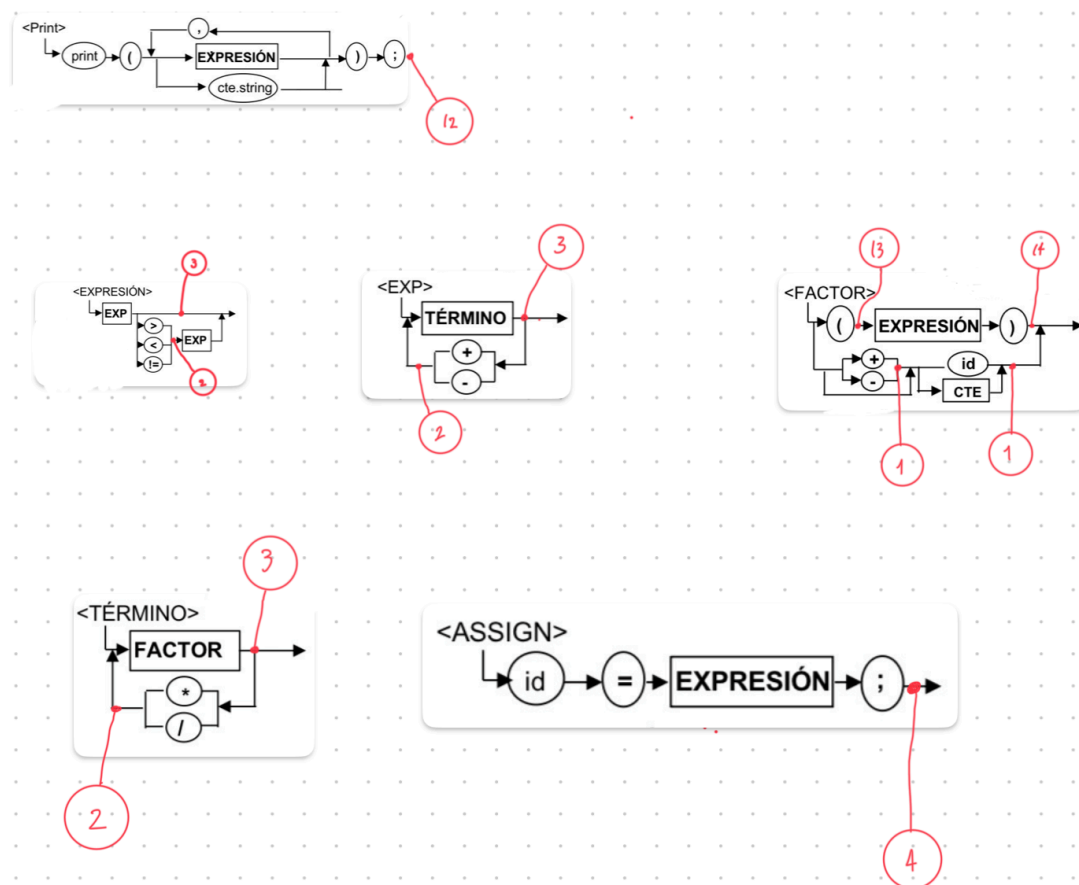 <Print>
print ( , EXPRESIÓN cte.string ) ;
12
<EXPRESIÓN>
EXP > < != EXP
3
2
<EXP>
TÉRMINO
+
-
3
2
<FACTOR>
( EXPRESIÓN )
+
-
id
CTE
13
14
1
1
<TÉRMINO>
FACTOR
*
/
3
2
<ASSIGN>
id = EXPRESIÓN ;
4